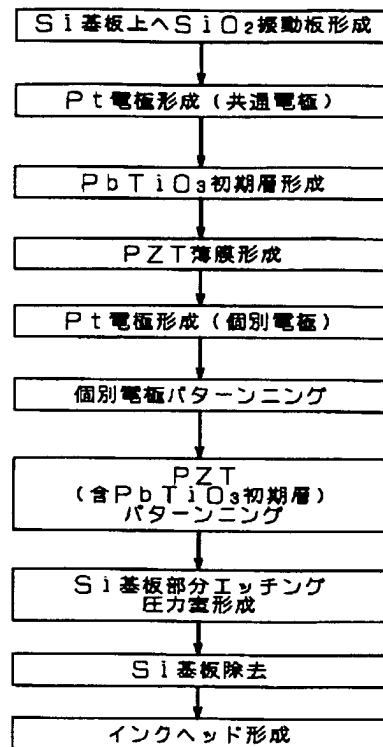 Si基板上へSiO₂振動板形成
Pt電極形成(共通電極)
PbTiO₃初期層形成
PZT薄膜形成
Pt電極形成(個別電極)
個別電極パターンニング
PZT
(含PbTiO₃初期層)
パターンニング
Si基板部分エッチング
圧力室形成
Si基板除去
インクヘッド形成